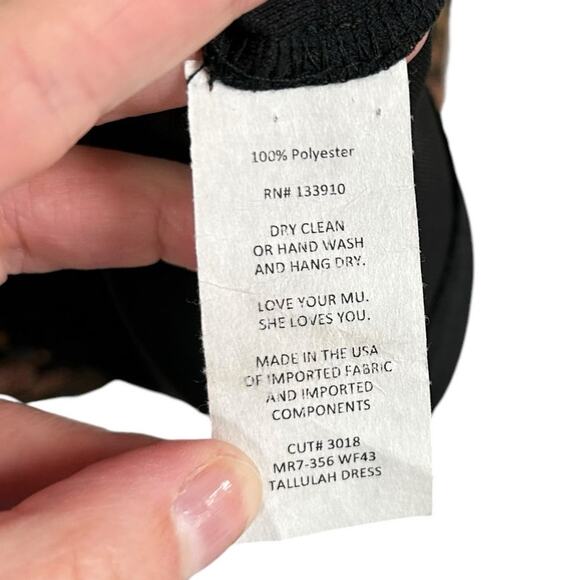 100% Polyester
RN# 133910
DRY CLEAN
OR HAND WASH
AND HANG DRY.
LOVE YOUR MU.
SHE LOVES YOU.
MADE IN THE USA
OF IMPORTED FABRIC
AND IMPORTED
COMPONENTS
CUT# 3018
MR7-356 WF43
TALLULAH DRESS